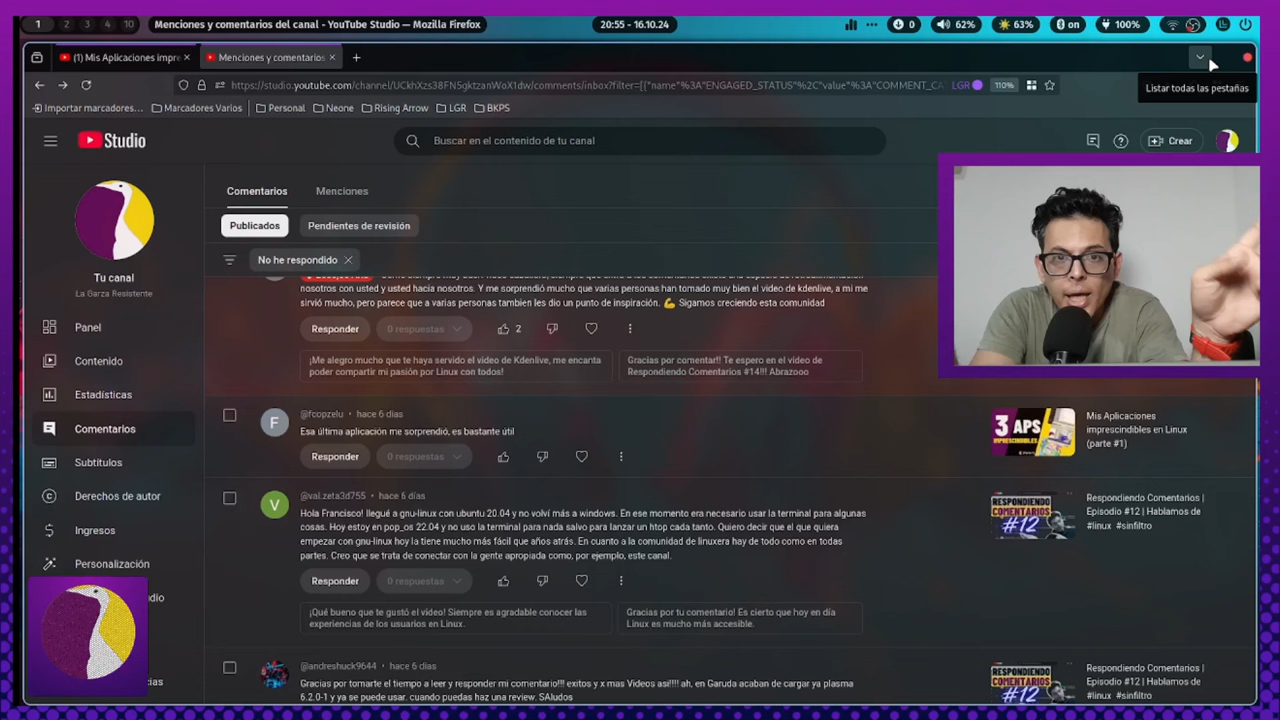 1 2 3 4 10 Menciones y comentarios del canal - YouTube Studio — Mozilla Firefox 20:55 - 16.10.24 0 62% 63% on 100%
(1) Mis Aplicaciones impre Menciones y comentarios
Listar todas las pestañas
110%
LGR
Importar marcadores... Marcadores Varios Personal Neone Rising Arrow LGR BKPS
Studio
Buscar en el contenido de tu canal
Crear
Comentarios Menciones
Publicados Pendientes de revisión
No he respondido
Tu canal
La Garza Resistente
Panel
Contenido
Estadísticas
Comentarios
Subtítulos
Derechos de autor
Ingresos
Personalización
nosotros con usted y usted hacia nosotros. Y me sorprendió mucho que varias personas han tomado muy bien el video de kdenlive, a mi me
sirvió mucho, pero parece que a varias personas tambien les dio un punto de inspiración. 💪 Sigamos creciendo esta comunidad
Responder 0 respuestas 2
¡Me alegro mucho que te haya servido el video de Kdenlive, me encanta
poder compartir mi pasión por Linux con todos!
Gracias por comentar!! Te espero en el video de
Respondiendo Comentarios #14!!! Abrazooo
F
@fcopzelu • hace 6 días
Esa última aplicación me sorprendió, es bastante útil
Responder 0 respuestas
3 APS
IMPRESCINDIBLES
Mis Aplicaciones
imprescindibles en Linux
(parte #1)
V
@val.zeta3d755 • hace 6 días
Hola Francisco! llegué a gnu-linux con ubuntu 20.04 y no volví más a windows. En ese momento era necesario usar la terminal para algunas
cosas. Hoy estoy en pop_os 22.04 y no uso la terminal para nada salvo para lanzar un htop cada tanto. Quiero decir que el que quiera
empezar con gnu-linux hoy la tiene mucho más fácil que años atrás. En cuanto a la comunidad de linuxera hay de todo como en todas
partes. Creo que se trata de conectar con la gente apropiada como, por ejemplo, este canal.
Responder 0 respuestas
¡Qué bueno que te gustó el video! Siempre es agradable conocer las
experiencias de los usuarios en Linux.
Gracias por tu comentario! Es cierto que hoy en día
Linux es mucho más accesible.
RESPONDIENDO
COMENTARIOS
#12
Respondiendo Comentarios |
Episodio #12 | Hablamos de
#linux #sinfiltro
@andreshuck9644 • hace 6 días
Gracias por tomarte el tiempo a leer y responder mi comentario!!! exitos y x mas Videos asi!!!! ah, en Garuda acaban de cargar ya plasma
6.2.0-1 y ya se puede usar. cuando puedas haz una review. SAludos
RESPONDIENDO
COMENTARIOS
#12
Respondiendo Comentarios |
Episodio #12 | Hablamos de
#linux #sinfiltro